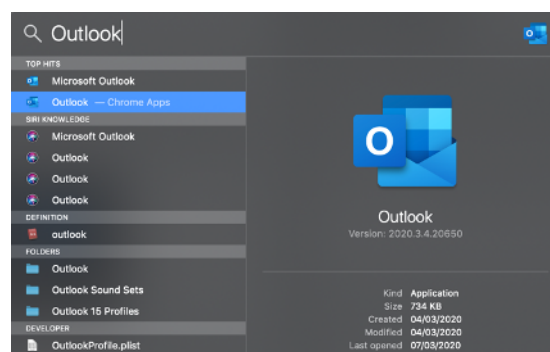 Outlook
TOP HITS
Microsoft Outlook
Outlook — Chrome Apps
SIRI KNOWLEDGE
Microsoft Outlook
Outlook
Outlook
Outlook
DEFINITION
outlook
FOLDERS
Outlook
Outlook Sound Sets
Outlook 15 Profiles
DEVELOPER
OutlookProfile.plist
Outlook
Version: 2020.3.4.20650
Kind Application
Size 734 KB
Created 04/03/2020
Modified 04/03/2020
Last opened 07/03/2020